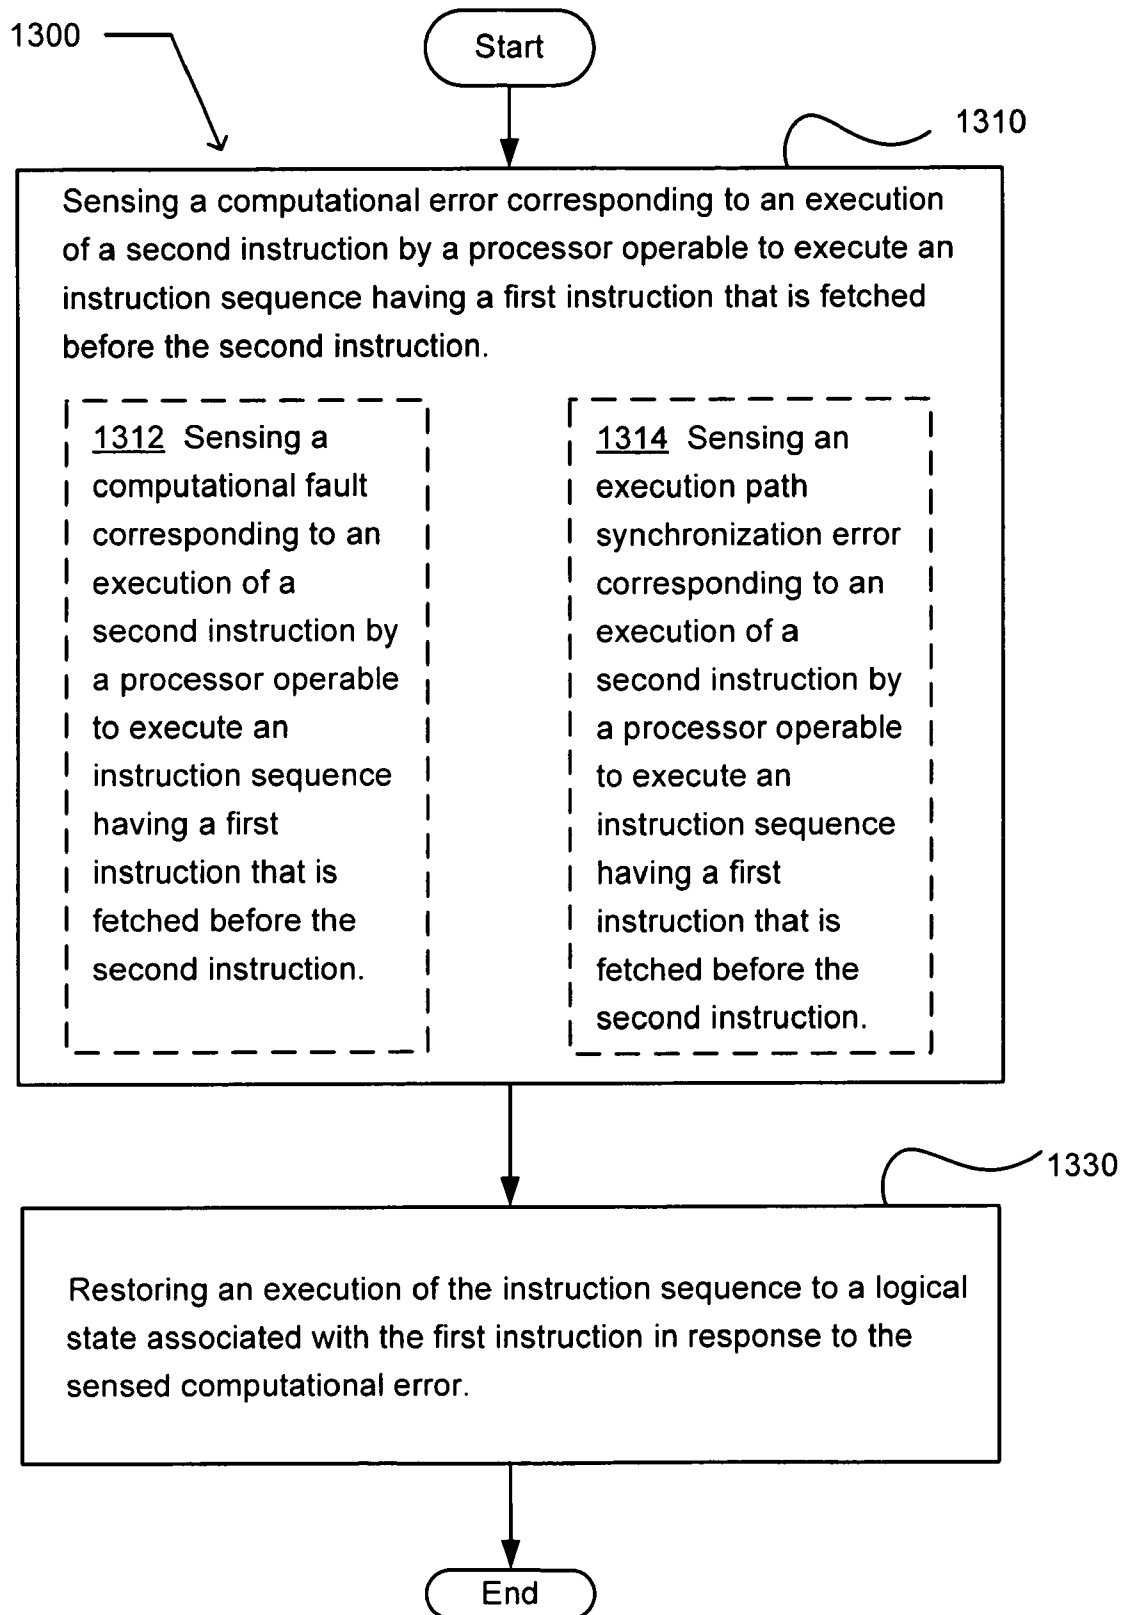 1300
Start
1310
Sensing a computational error corresponding to an execution
of a second instruction by a processor operable to execute an
instruction sequence having a first instruction that is fetched
before the second instruction.
1312 Sensing a
computational fault
corresponding to an
execution of a
second instruction by
a processor operable
to execute an
instruction sequence
having a first
instruction that is
fetched before the
second instruction.
1314 Sensing an
execution path
synchronization error
corresponding to an
execution of a
second instruction by
a processor operable
to execute an
instruction sequence
having a first
instruction that is
fetched before the
second instruction.
1330
Restoring an execution of the instruction sequence to a logical
state associated with the first instruction in response to the
sensed computational error.
End